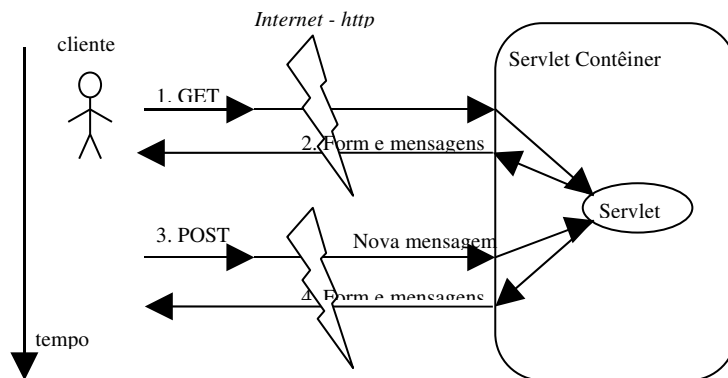 Internet - http
cliente
Servlet Contêiner
1. GET
2. Form e mensagens
Servlet
3. POST
Nova mensagem
4. Form e mensagens
tempo